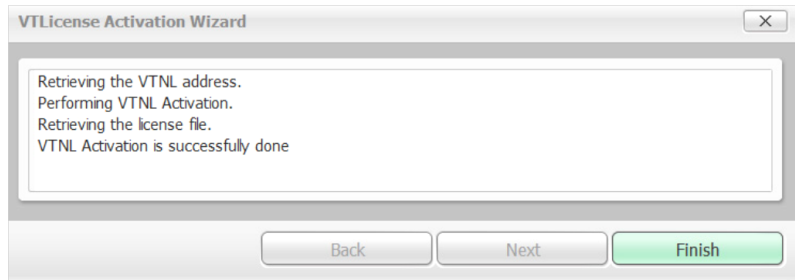 VTLicense Activation Wizard
Retrieving the VTNL address.
Performing VTNL Activation.
Retrieving the license file.
VTNL Activation is successfully done
Back Next Finish